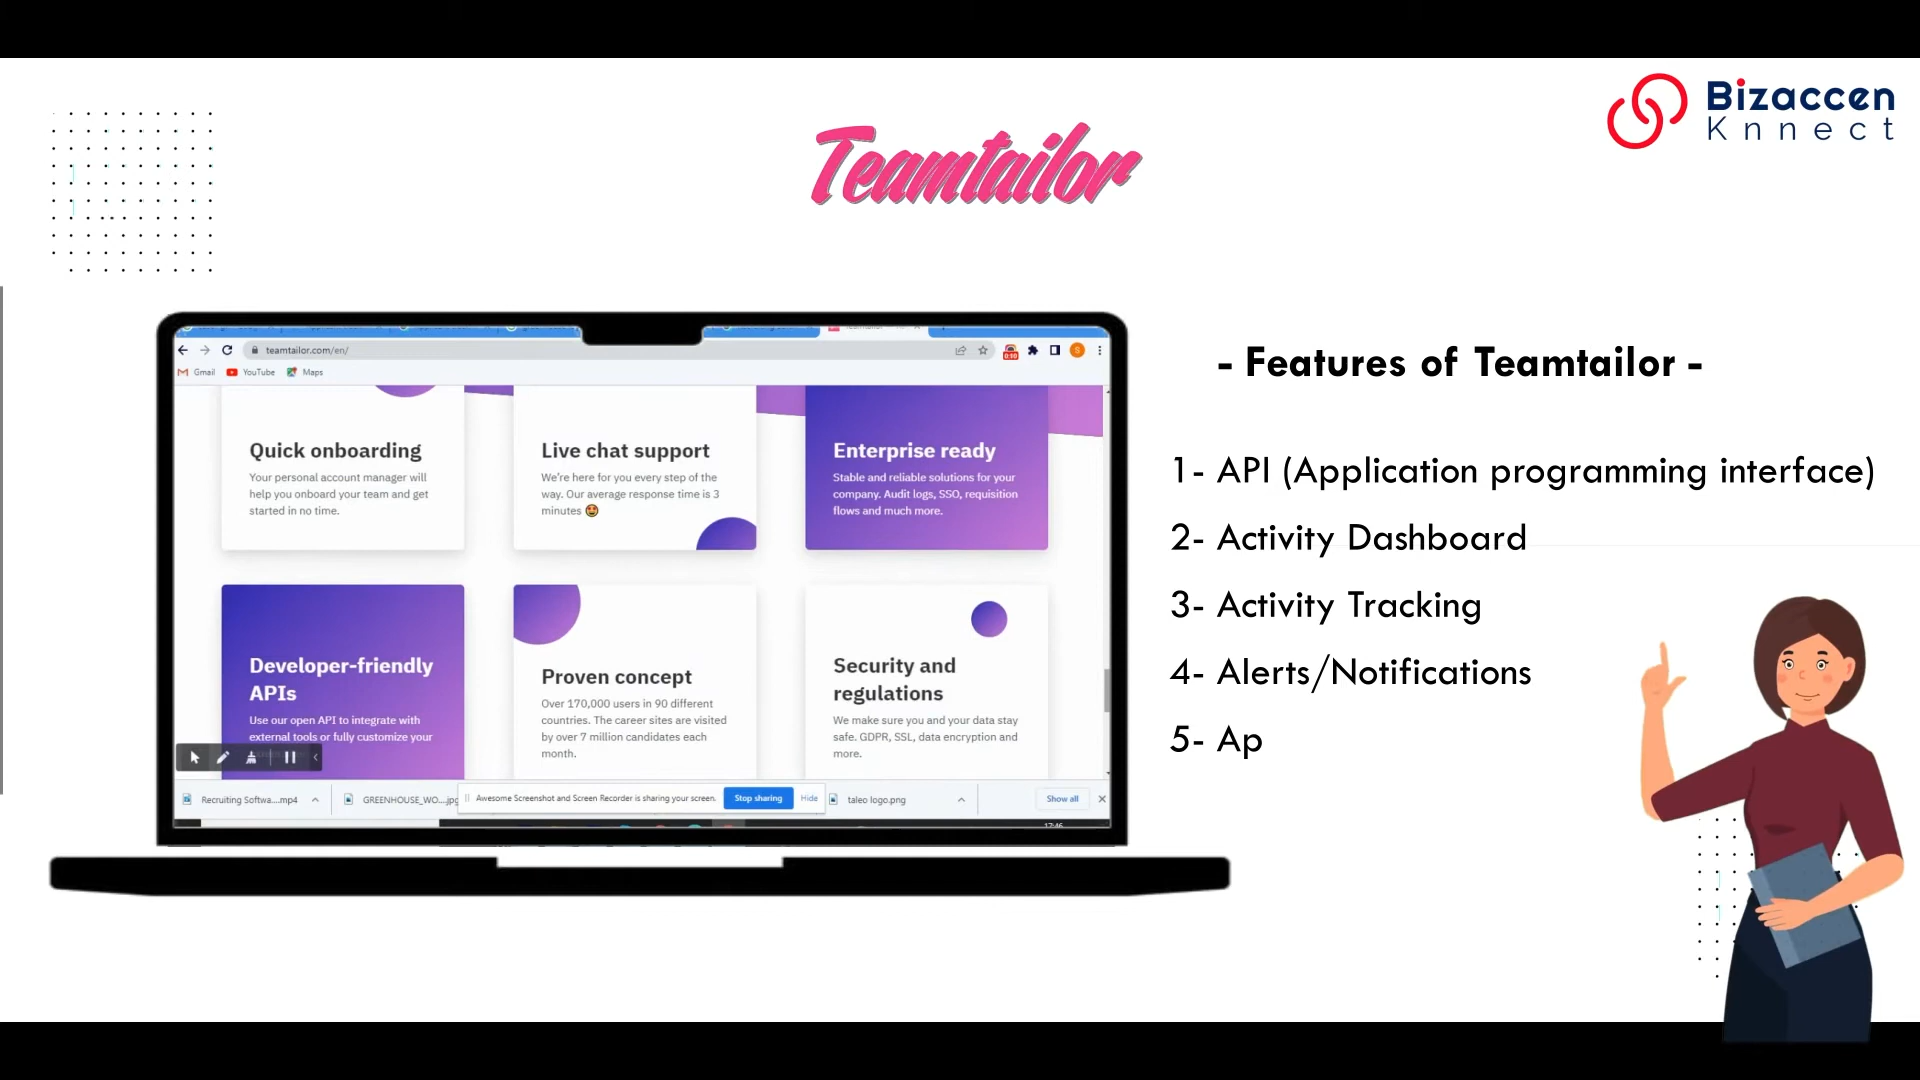 Bizaccen
Knnect
Teamtailor
teamtailor.com/en/
Gmail YouTube Maps
Quick onboarding
Your personal account manager will
help you onboard your team and get
started in no time.
Live chat support
We're here for you every step of the
way. Our average response time is 3
minutes 🤩
Enterprise ready
Stable and reliable solutions for your
company. Audit logs, SSO, requisition
flows and much more.
Developer-friendly
APIs
Use our open API to integrate with
external tools or fully customize your
Proven concept
Over 170,000 users in 90 different
countries. The career sites are visited
by over 7 million candidates each
month.
Security and
regulations
We make sure you and your data stay
safe. GDPR, SSL, data encryption and
more.
Recruiting Softwa....mp4
GREENHOUSE_WO....jpg
Awesome Screenshot and Screen Recorder is sharing your screen. Stop sharing Hide
taleo logo.png
Show all
- Features of Teamtailor -
1- API (Application programming interface)
2- Activity Dashboard
3- Activity Tracking
4- Alerts/Notifications
5- Ap